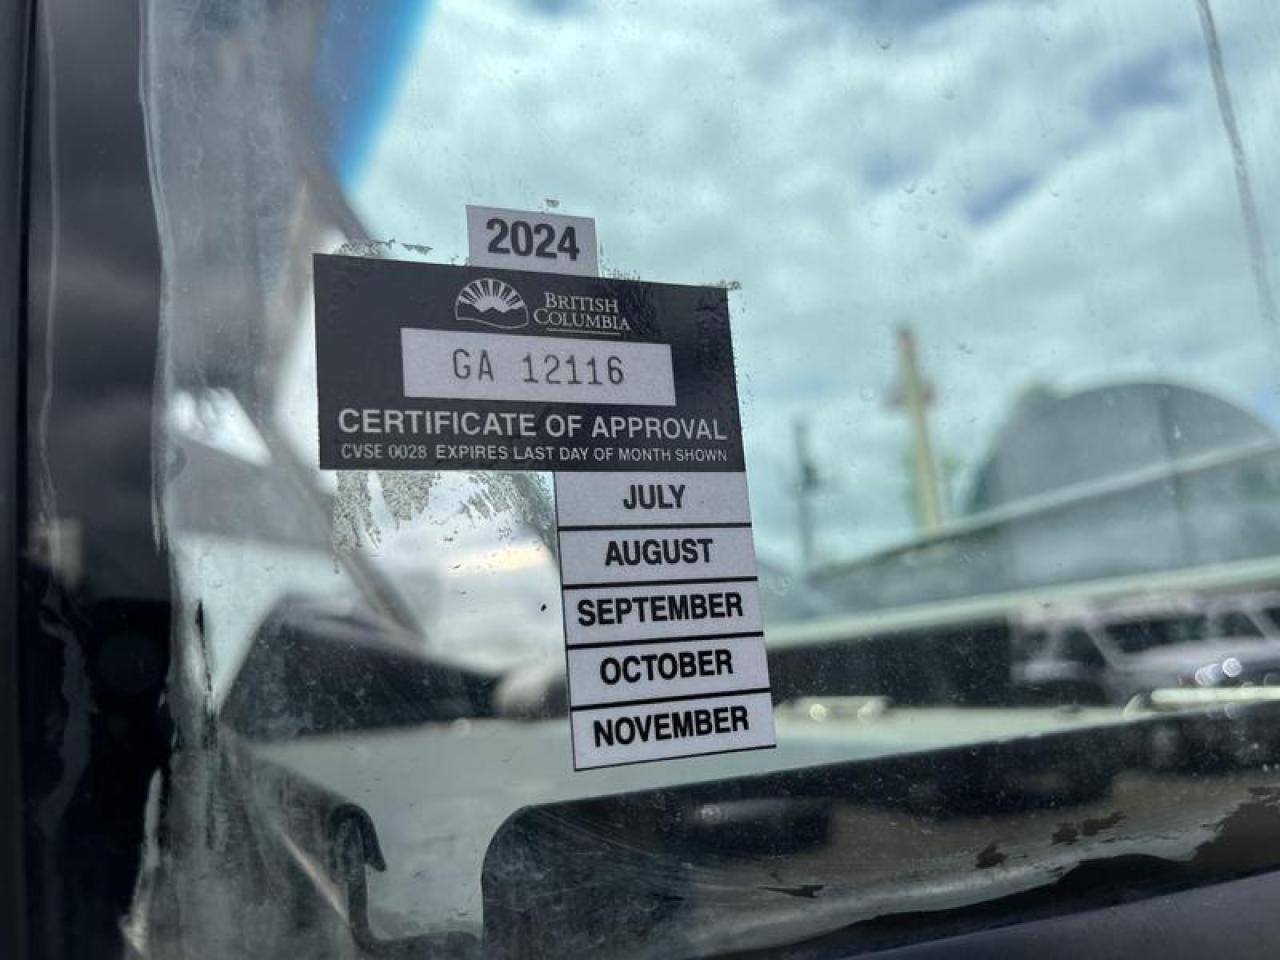 2024
BRITISH
COLUMBIA
GA 12116
CERTIFICATE OF APPROVAL
CVSE 0028 EXPIRES LAST DAY OF MONTH SHOWN
JULY
AUGUST
SEPTEMBER
OCTOBER
NOVEMBER